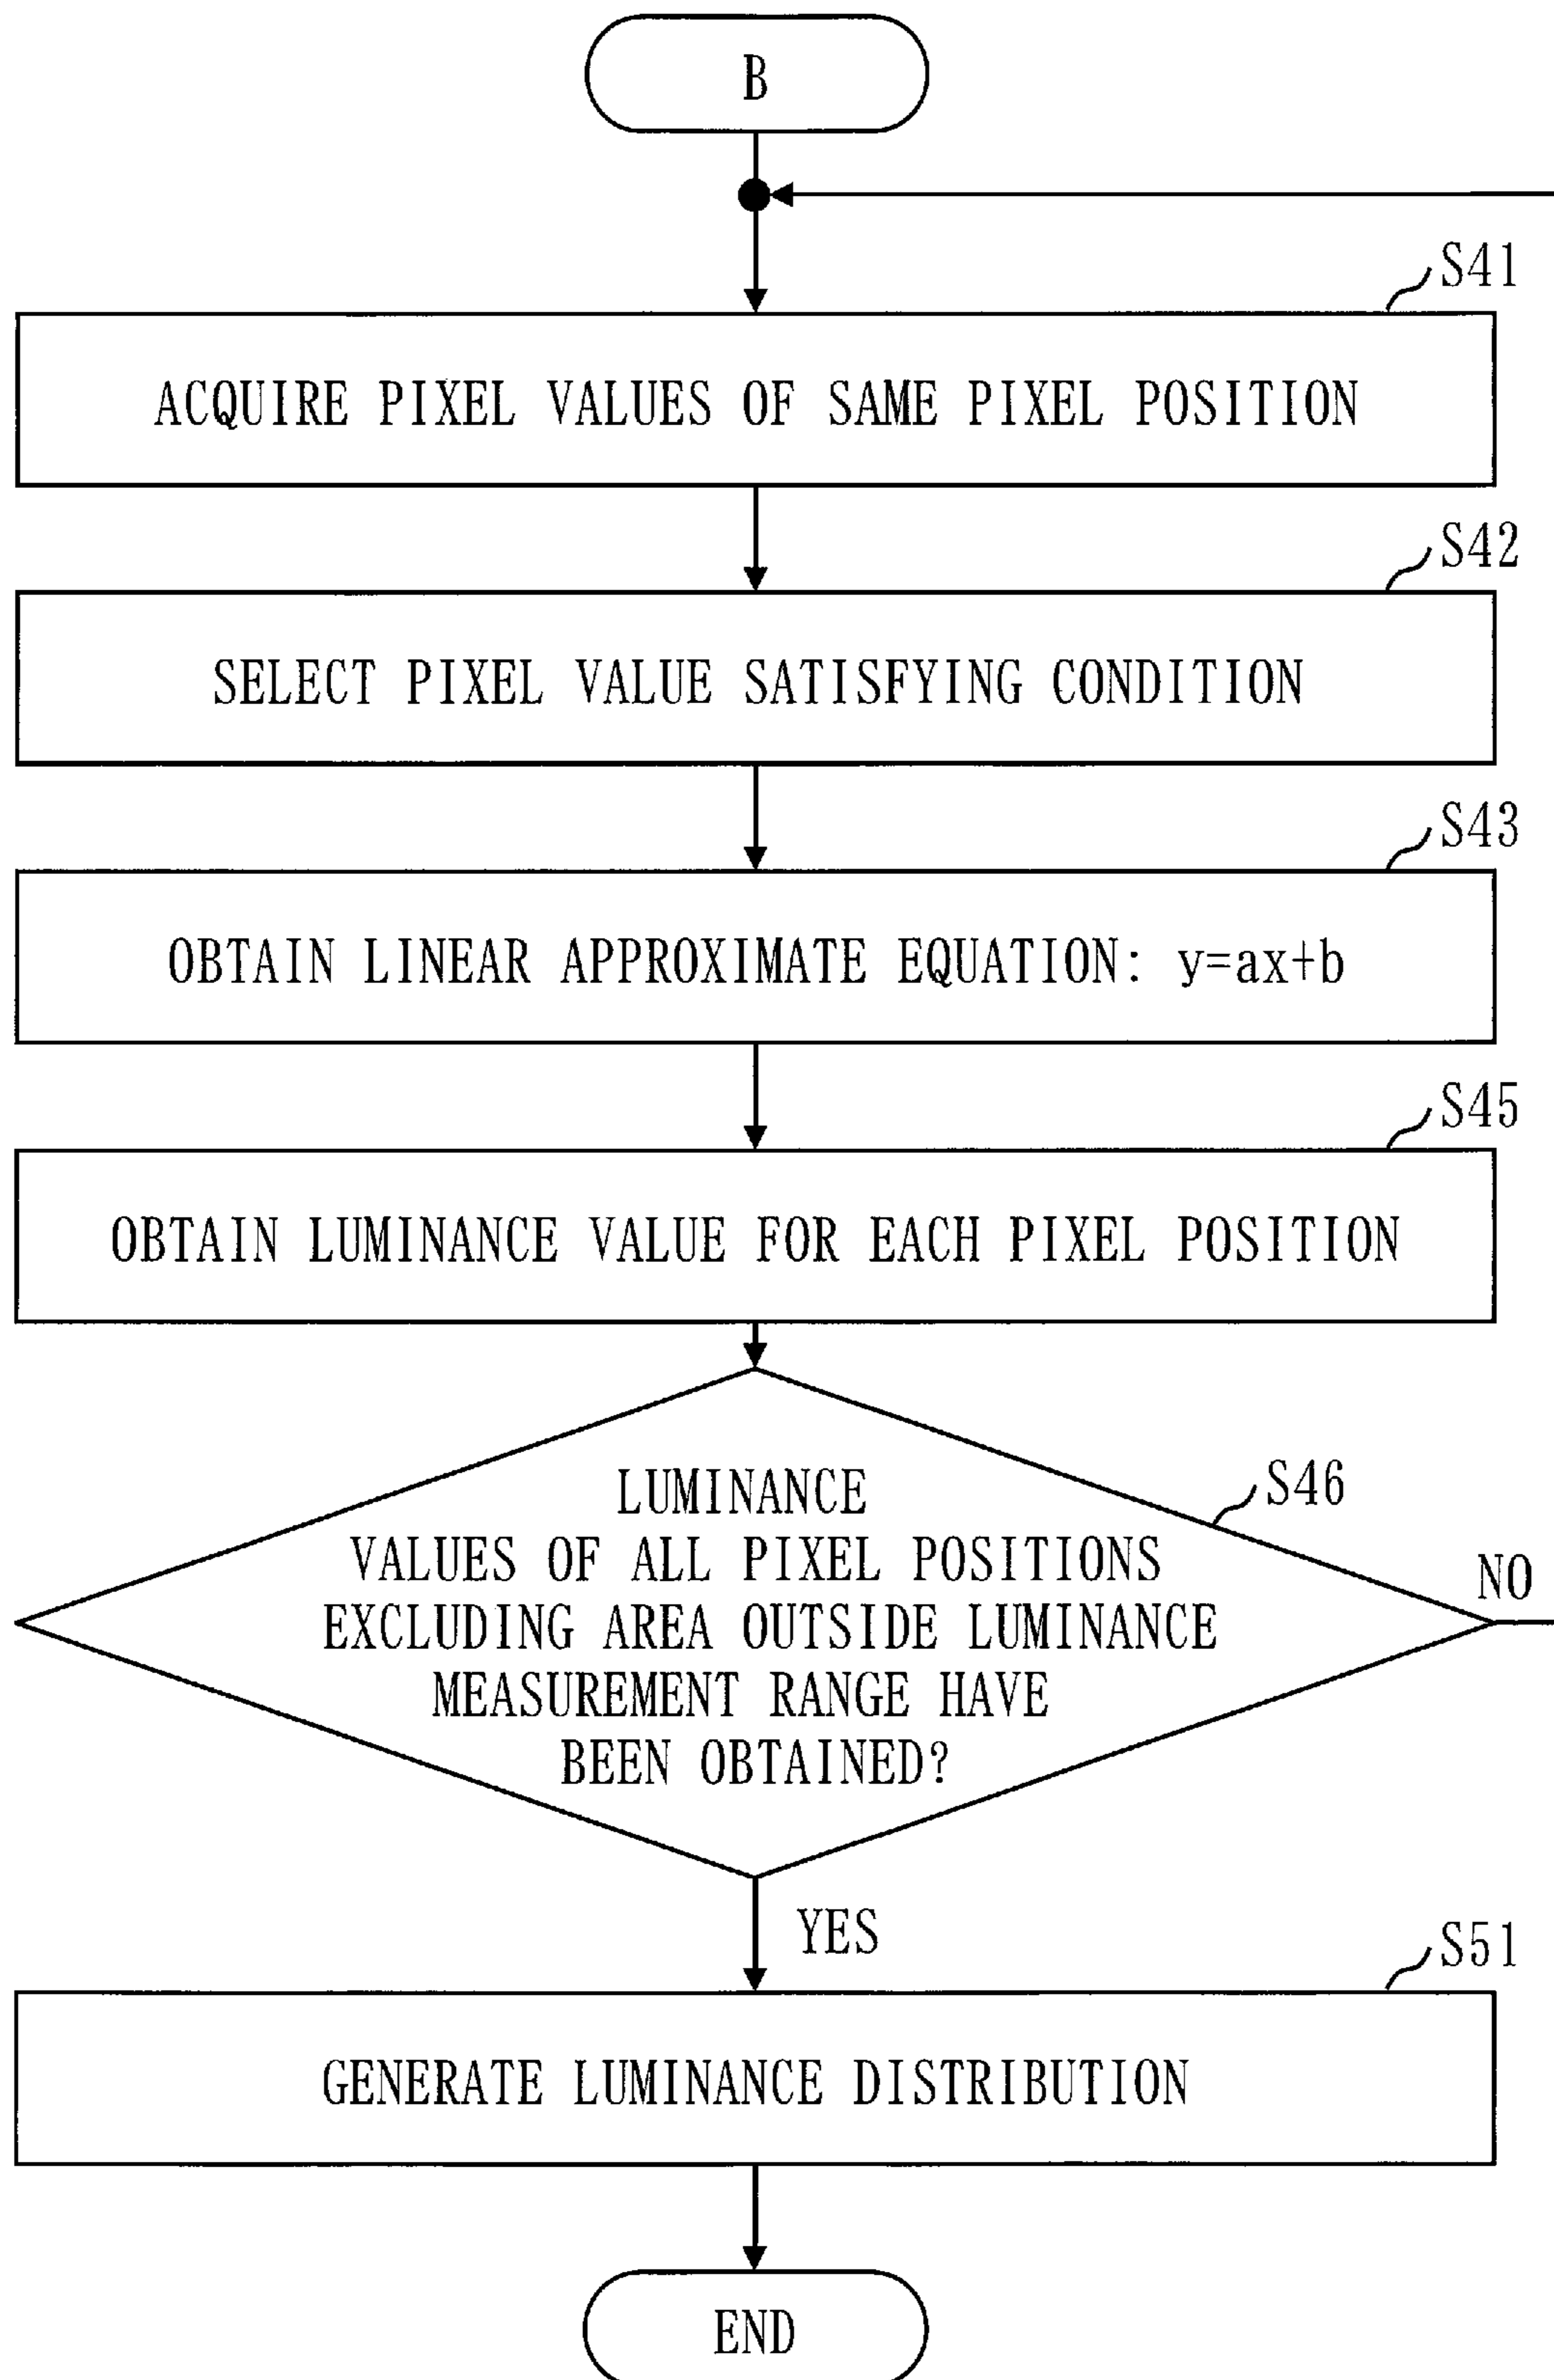 B
S41
ACQUIRE PIXEL VALUES OF SAME PIXEL POSITION
S42
SELECT PIXEL VALUE SATISFYING CONDITION
S43
OBTAIN LINEAR APPROXIMATE EQUATION: y=ax+b
S45
OBTAIN LUMINANCE VALUE FOR EACH PIXEL POSITION
S46
LUMINANCE
VALUES OF ALL PIXEL POSITIONS
EXCLUDING AREA OUTSIDE LUMINANCE
MEASUREMENT RANGE HAVE
BEEN OBTAINED?
NO
YES
S51
GENERATE LUMINANCE DISTRIBUTION
END